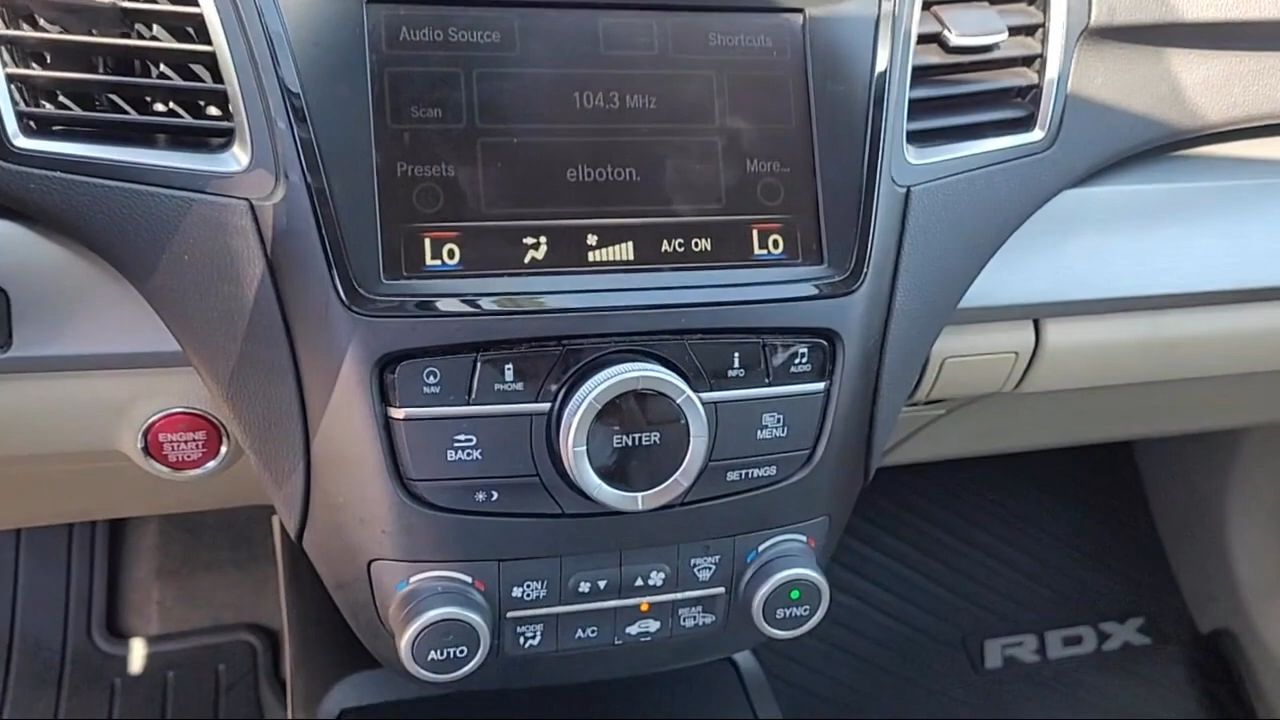 Audio Source
Shortcuts
Scan
104.3 MHz
Presets
elboton.
More...
Lo
A/C ON
Lo
NAV
PHONE
INFO
AUDIO
ENGINE
START
STOP
BACK
ENTER
MENU
SETTINGS
ON/
OFF
FRONT
MODE
A/C
REAR
AUTO
SYNC
RDX